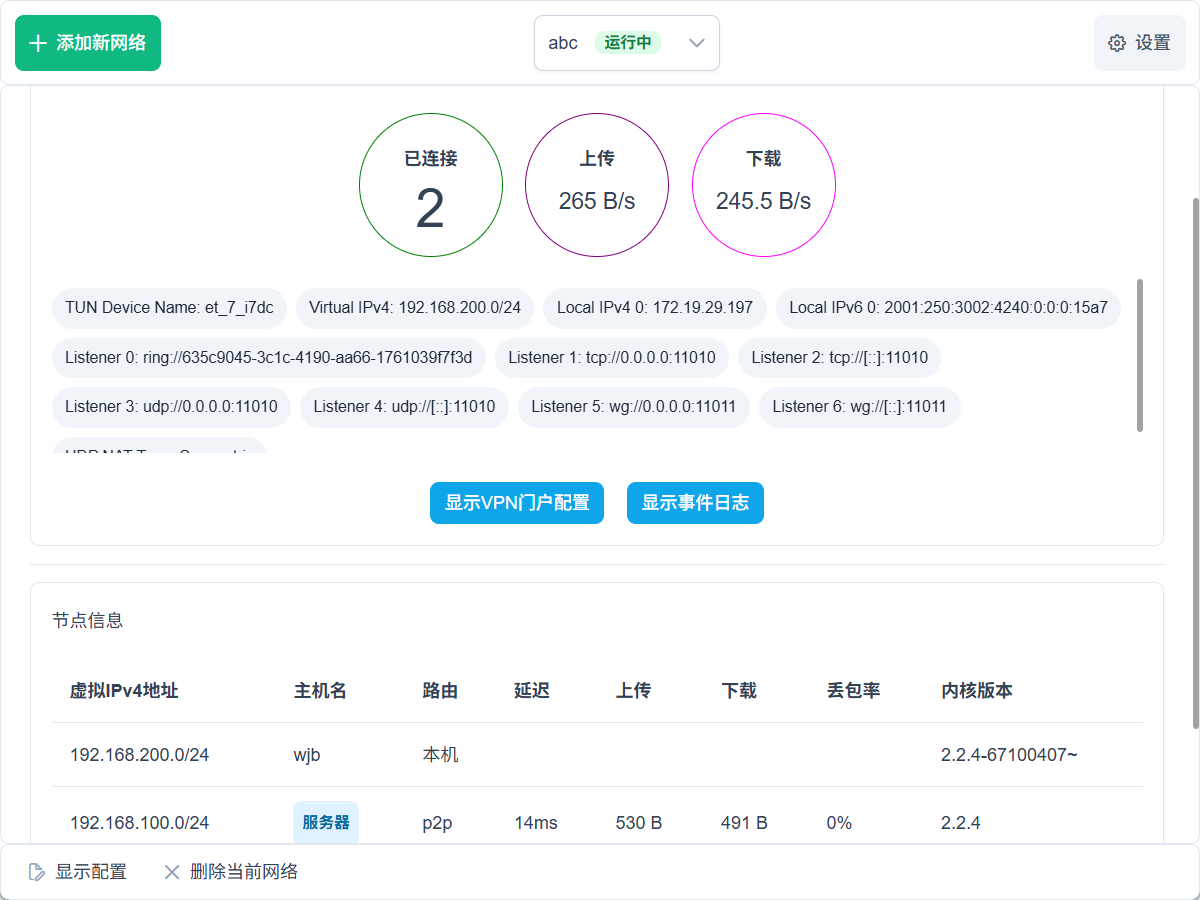 添加新网络
abc 运行中
设置
已连接
2
上传
265 B/s
下载
245.5 B/s
TUN Device Name: et_7_i7dc
Virtual IPv4: 192.168.200.0/24
Local IPv4 0: 172.19.29.197
Local IPv6 0: 2001:250:3002:4240:0:0:0:15a7
Listener 0: ring://635c9045-3c1c-4190-aa66-1761039f7f3d
Listener 1: tcp://0.0.0.0:11010
Listener 2: tcp://[::]:11010
Listener 3: udp://0.0.0.0:11010
Listener 4: udp://[::]:11010
Listener 5: wg://0.0.0.0:11011
Listener 6: wg://[::]:11011
显示VPN门户配置
显示事件日志
节点信息
虚拟IPv4地址 主机名 路由 延迟 上传 下载 丢包率 内核版本
192.168.200.0/24 wjb 本机 2.2.4-67100407~
192.168.100.0/24 服务器 p2p 14ms 530 B 491 B 0% 2.2.4
显示配置
删除当前网络